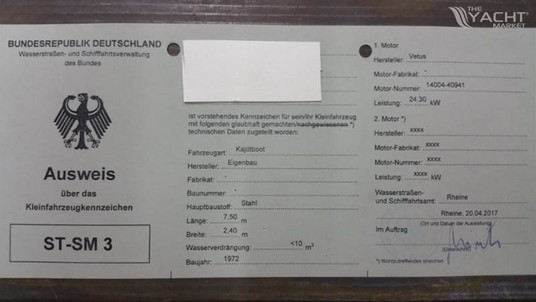 THE
YACHT
MARKET
BUNDESREPUBLIK DEUTSCHLAND
Wasserstraßen- und Schifffahrtsverwaltung
des Bundes
Ausweis
über das
Kleinfahrzeugkennzeichen
ST-SM 3
ist vorstehendes Kennzeichen für sein/ihr Kleinfahrzeug
mit folgenden glaubhaft gemachten/nachgewiesenen *)
technischen Daten zugeteilt worden:
Fahrzeugart: Kajütboot
Hersteller: Eigenbau
Fabrikat: -
Baunummer: -
Hauptbaustoff: Stahl
Länge: 7,50 m
Breite: 2,40 m
Wasserverdrängung: <10 m³
Baujahr: 1972
1. Motor
Hersteller: Vetus
Motor-Fabrikat: -
Motor-Nummer: 14004-40941
Leistung: 24,30 kW
2. Motor *)
Hersteller: xxxx
Motor-Fabrikat: xxxx
Motor-Nummer: xxxx
Leistung: xxxx kW
Wasserstraßen-
und Schifffahrtsamt: Rheine
Rheine, 20.04.2017
(Ort und Datum der Ausstellung)
Im Auftrag
(Unterschrift)
*) Nichtzutreffendes streichen